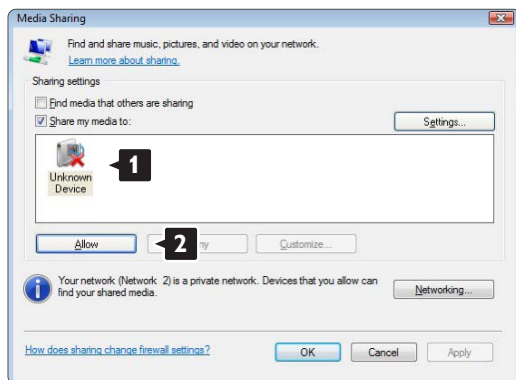 Media Sharing
Find and share music, pictures, and video on your network.
Learn more about sharing.
Sharing settings
Find media that others are sharing
Share my media to:
Settings...
Unknown
Device
1
Allow
2
ny
Customize...
Your network (Network 2) is a private network. Devices that you allow can
find your shared media.
Networking...
How does sharing change firewall settings?
OK
Cancel
Apply